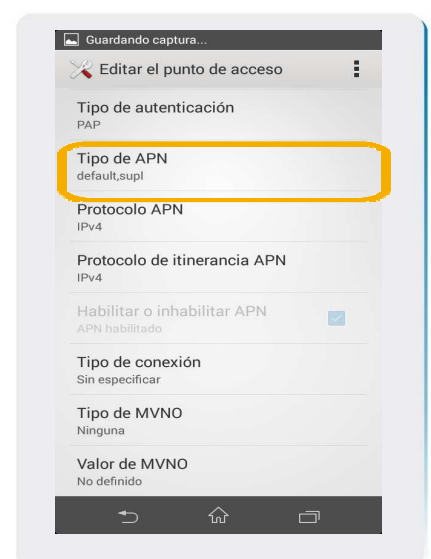 Guardando captura...
Editar el punto de acceso
Tipo de autenticación
PAP
Tipo de APN
default,supl
Protocolo APN
IPv4
Protocolo de itinerancia APN
IPv4
Habilitar o inhabilitar APN
APN habilitado
Tipo de conexión
Sin especificar
Tipo de MVNO
Ninguna
Valor de MVNO
No definido